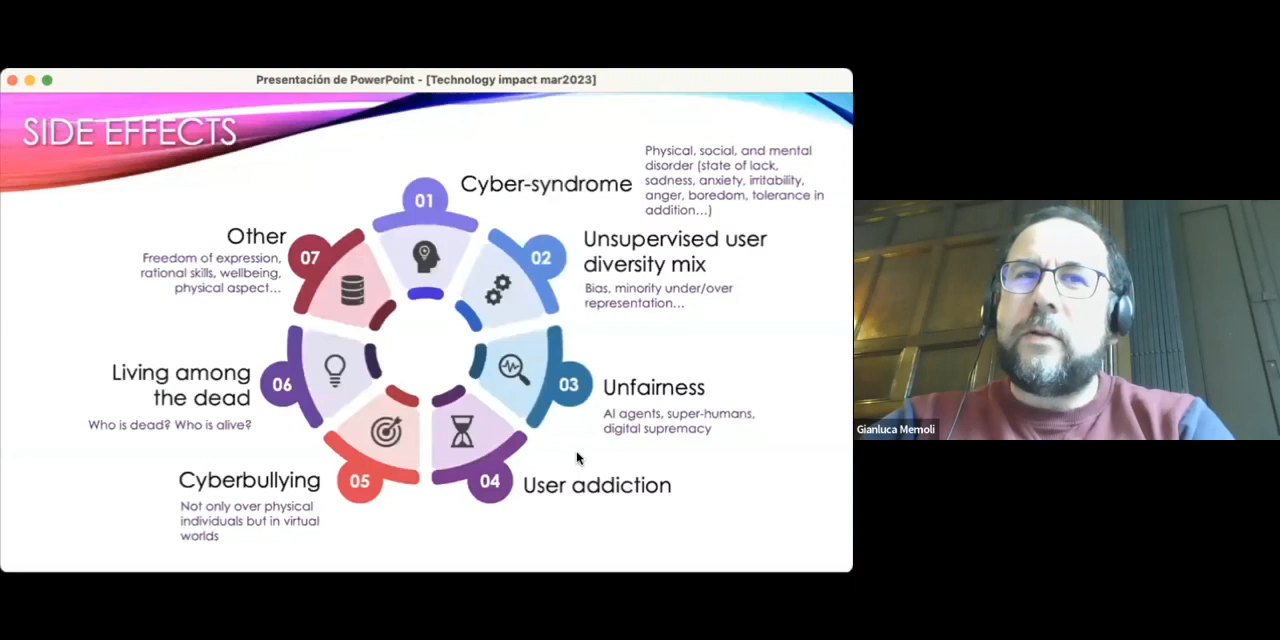 Presentación de PowerPoint - [Technology impact mar2023]
SIDE EFFECTS
01
Cyber-syndrome
Physical, social, and mental
disorder (state of lack,
sadness, anxiety, irritability,
anger, boredom, tolerance in
addition…)
02
Unsupervised user
diversity mix
Bias, minority under/over
representation…
03
Unfairness
AI agents, super-humans,
digital supremacy
04
User addiction
05
Cyberbullying
Not only over physical
individuals but in virtual
worlds
06
Living among
the dead
Who is dead? Who is alive?
07
Other
Freedom of expression,
rational skills, wellbeing,
physical aspect…
Gianluca Memoli